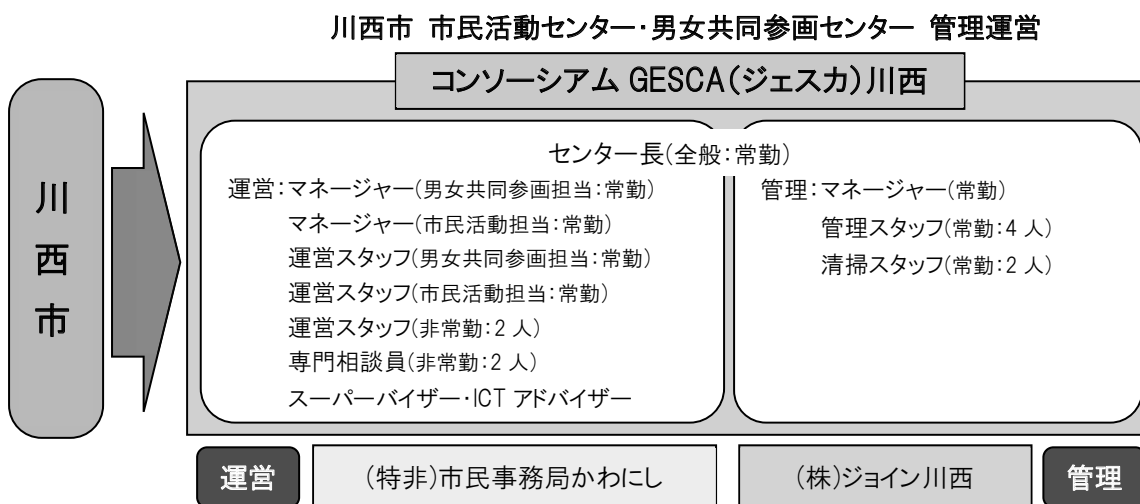 川西市 市民活動センター・男女共同参画センター 管理運営
コンソーシアム GESCA(ジェスカ)川西
川西市
センター長(全般:常勤)
運営:マネージャー(男女共同参画担当:常勤)
マネージャー(市民活動担当:常勤)
運営スタッフ(男女共同参画担当:常勤)
運営スタッフ(市民活動担当:常勤)
運営スタッフ(非常勤:2 人)
専門相談員(非常勤:2 人)
スーパーバイザー・ICT アドバイザー
管理:マネージャー(常勤)
管理スタッフ(常勤:4 人)
清掃スタッフ(常勤:2 人)
運営
(特非)市民事務局かわにし
(株)ジョイン川西
管理